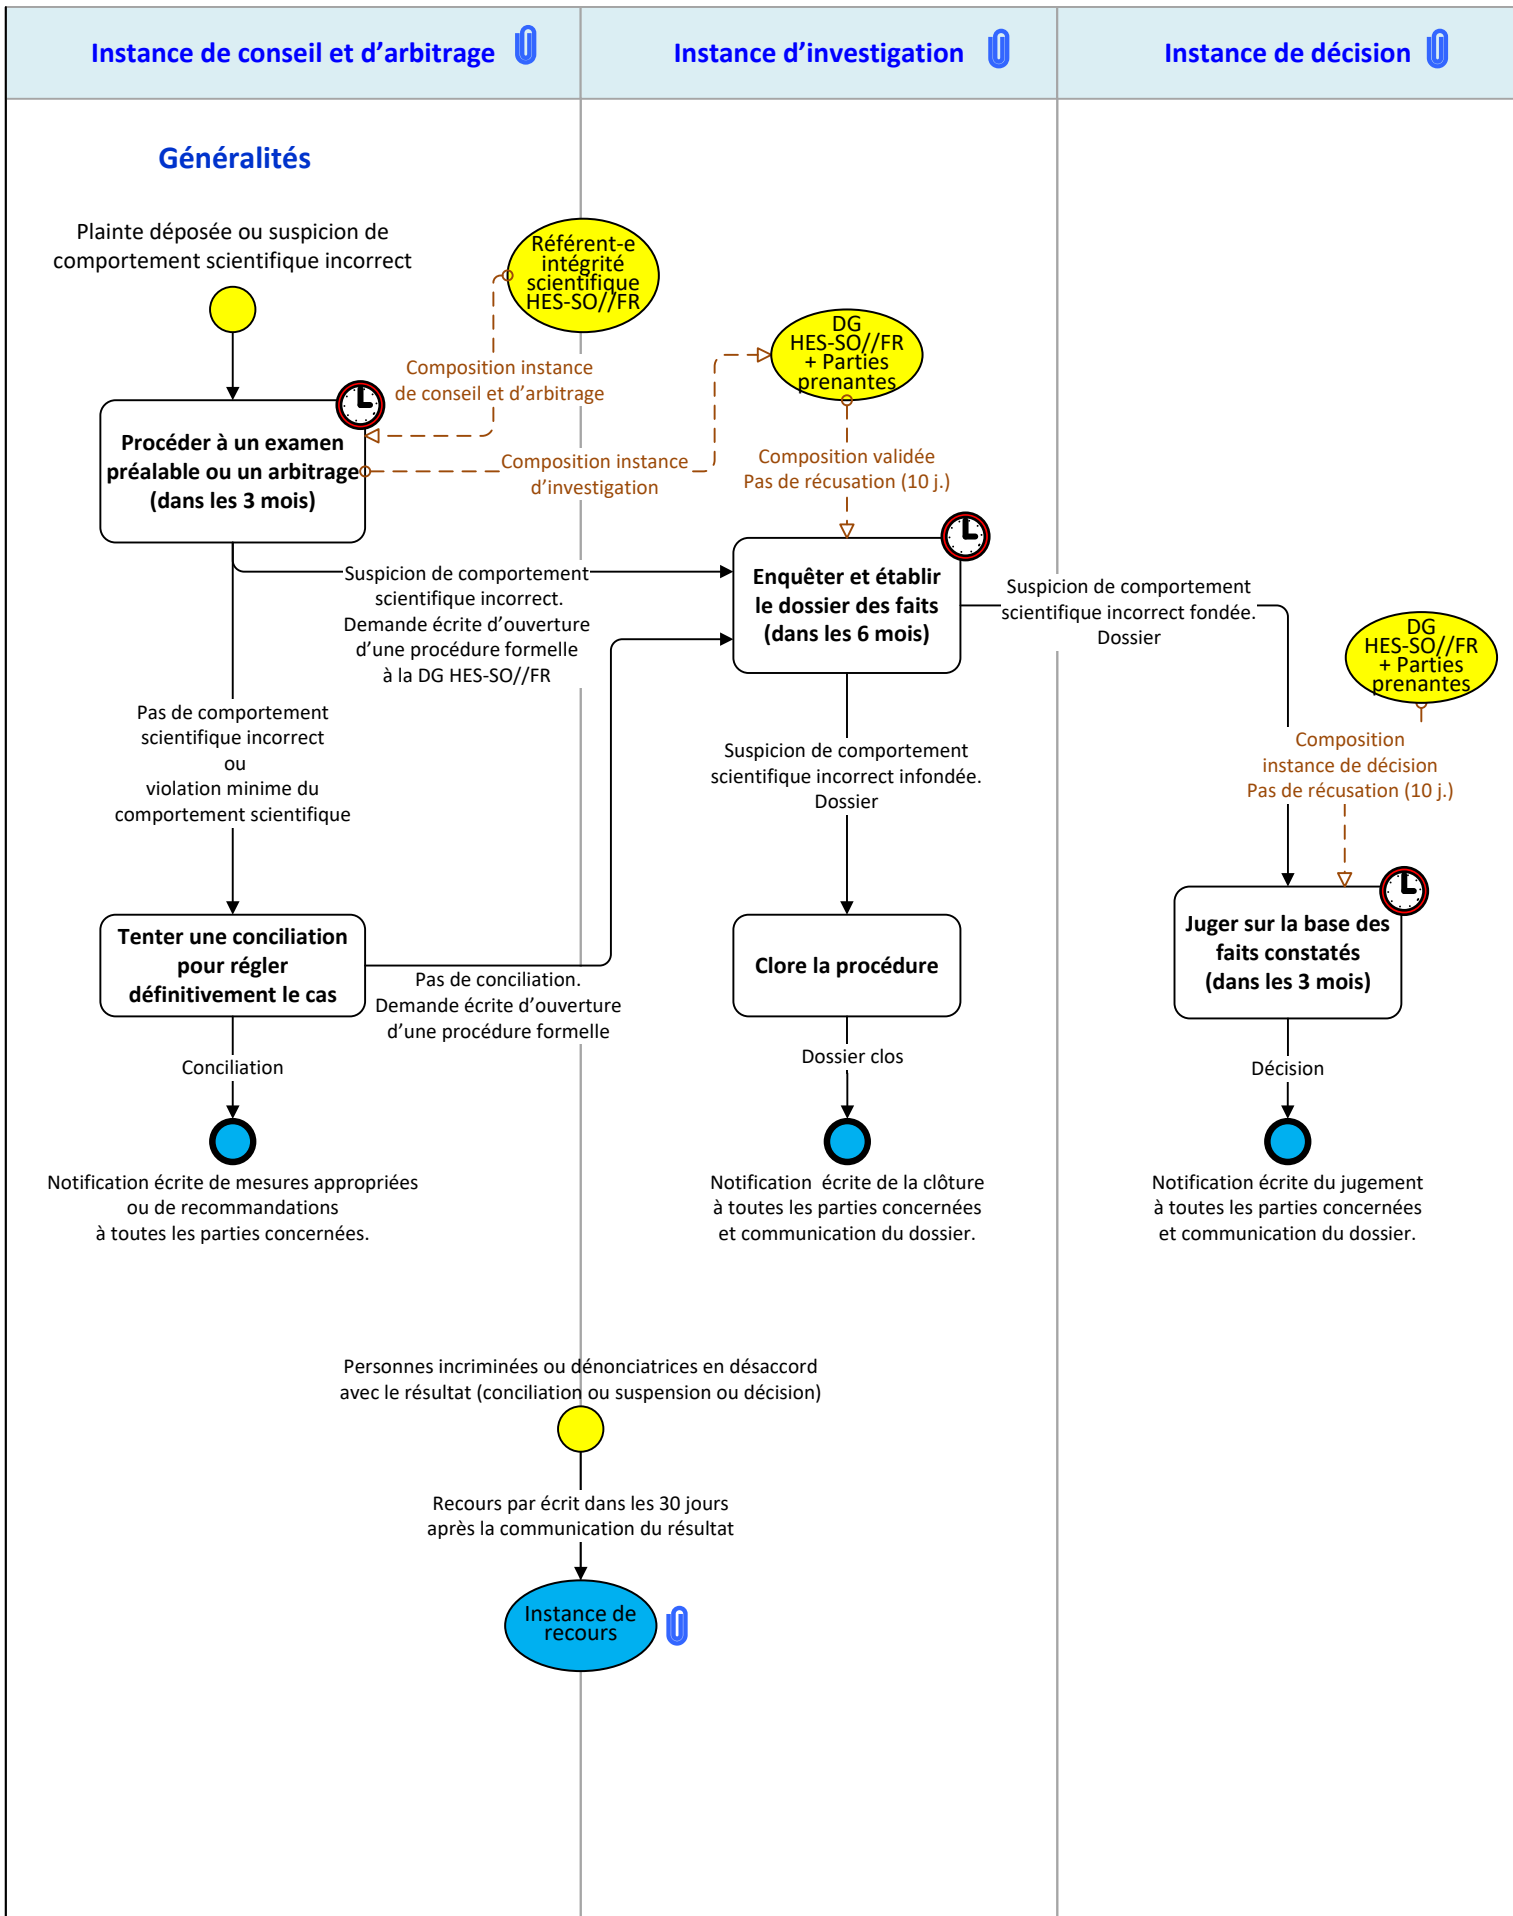 Instance de conseil et d’arbitrage
Instance d’investigation
Instance de décision
Généralités
Plainte déposée ou suspicion de
comportement scientifique incorrect
Référent-e
intégrité
scientifique
HES-SO//FR
Composition instance
de conseil et d’arbitrage
DG
HES-SO//FR
+ Parties
prenantes
Procéder à un examen
préalable ou un arbitrage
(dans les 3 mois)
Composition instance
d’investigation
Composition validée
Pas de récusation (10 j.)
Suspicion de comportement
scientifique incorrect.
Demande écrite d’ouverture
d’une procédure formelle
à la DG HES-SO//FR
Enquêter et établir
le dossier des faits
(dans les 6 mois)
Suspicion de comportement
scientifique incorrect fondée.
Dossier
DG
HES-SO//FR
+ Parties
prenantes
Pas de comportement
scientifique incorrect
ou
violation minime du
comportement scientifique
Suspicion de comportement
scientifique incorrect infondée.
Dossier
Composition
instance de décision
Pas de récusation (10 j.)
Tenter une conciliation
pour régler
définitivement le cas
Pas de conciliation.
Demande écrite d’ouverture
d’une procédure formelle
Clore la procédure
Juger sur la base des
faits constatés
(dans les 3 mois)
Conciliation
Dossier clos
Décision
Notification écrite de mesures appropriées
ou de recommandations
à toutes les parties concernées.
Notification écrite de la clôture
à toutes les parties concernées
et communication du dossier.
Notification écrite du jugement
à toutes les parties concernées
et communication du dossier.
Personnes incriminées ou dénonciatrices en désaccord
avec le résultat (conciliation ou suspension ou décision)
Recours par écrit dans les 30 jours
après la communication du résultat
Instance de
recours